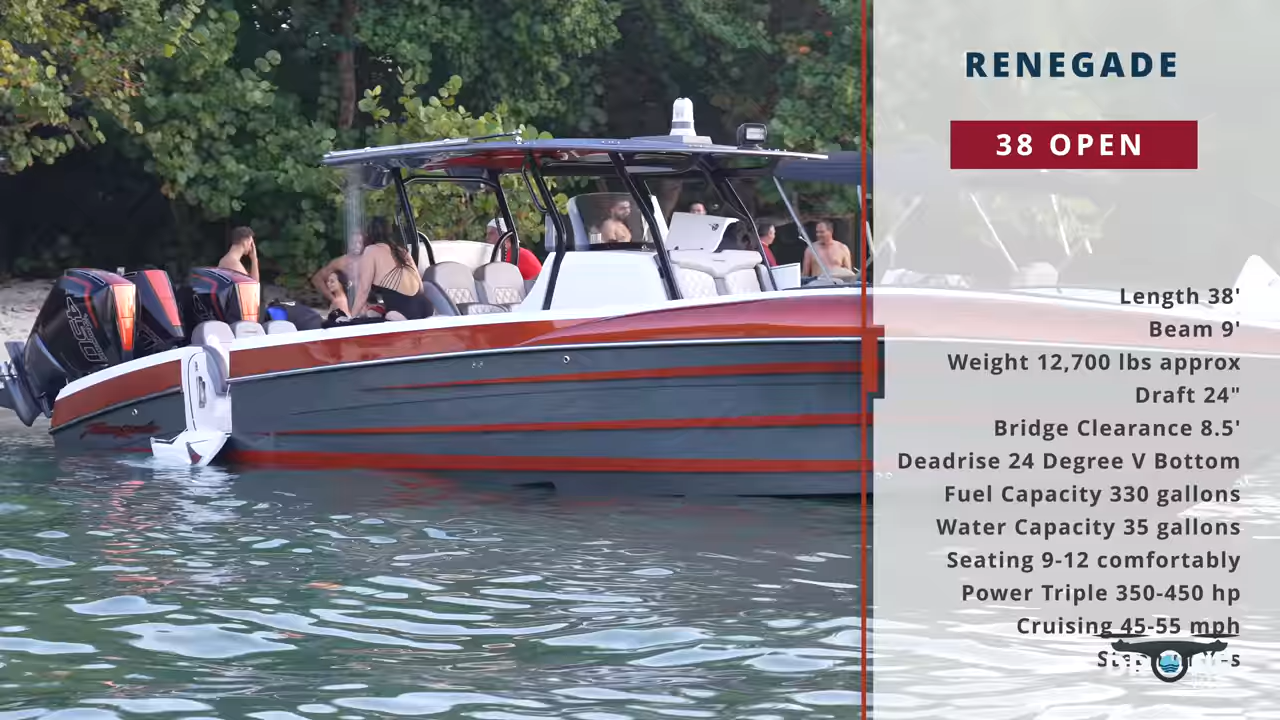 RENEGADE
38 OPEN
450
Length 38'
Beam 9'
Weight 12,700 lbs approx
Draft 24"
Bridge Clearance 8.5'
Deadrise 24 Degree V Bottom
Fuel Capacity 330 gallons
Water Capacity 35 gallons
Seating 9-12 comfortably
Power Triple 350-450 hp
Cruising 45-55 mph